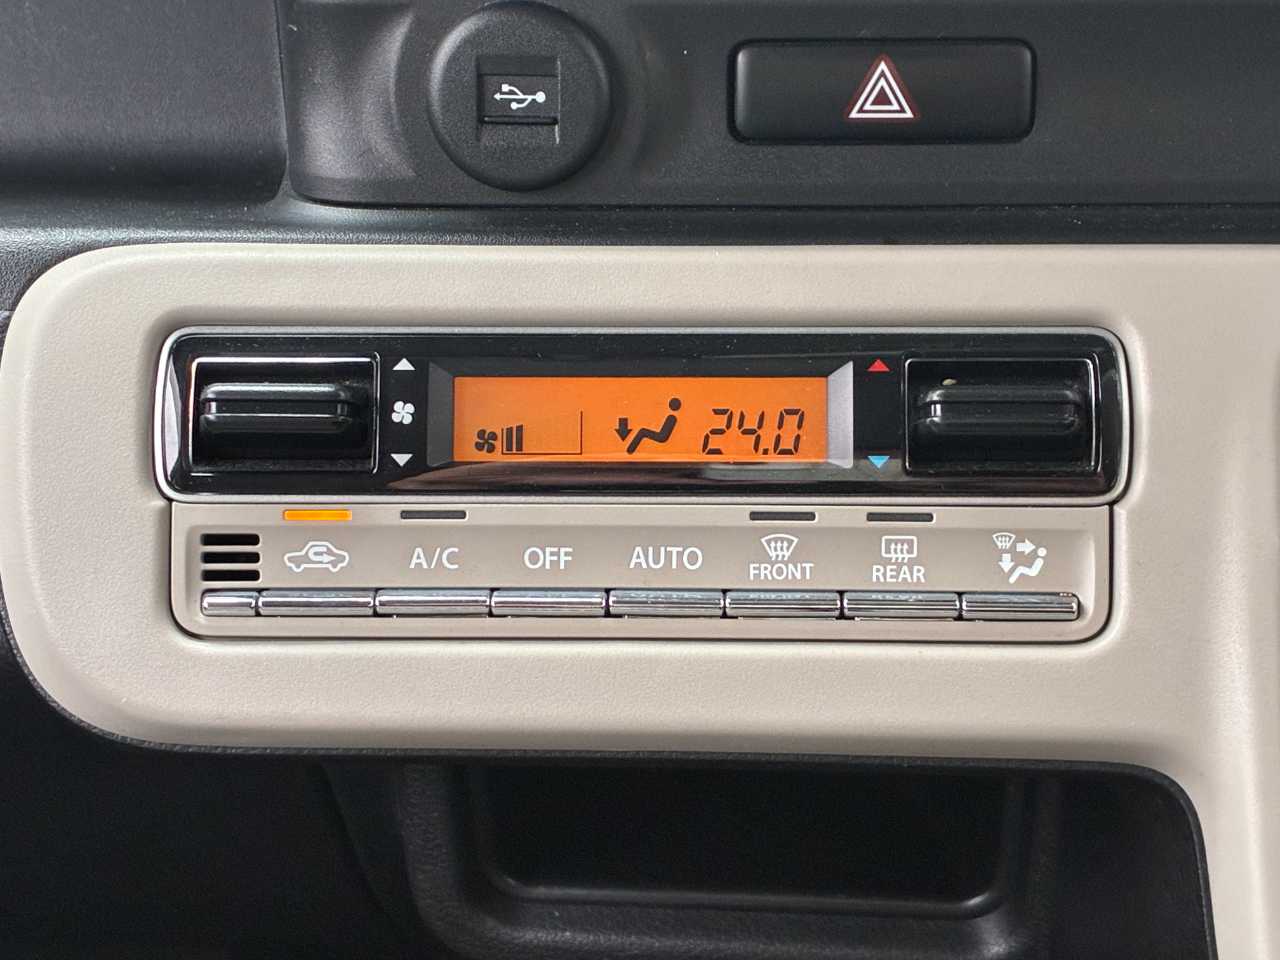 24.0
A/C
OFF
AUTO
FRONT
REAR